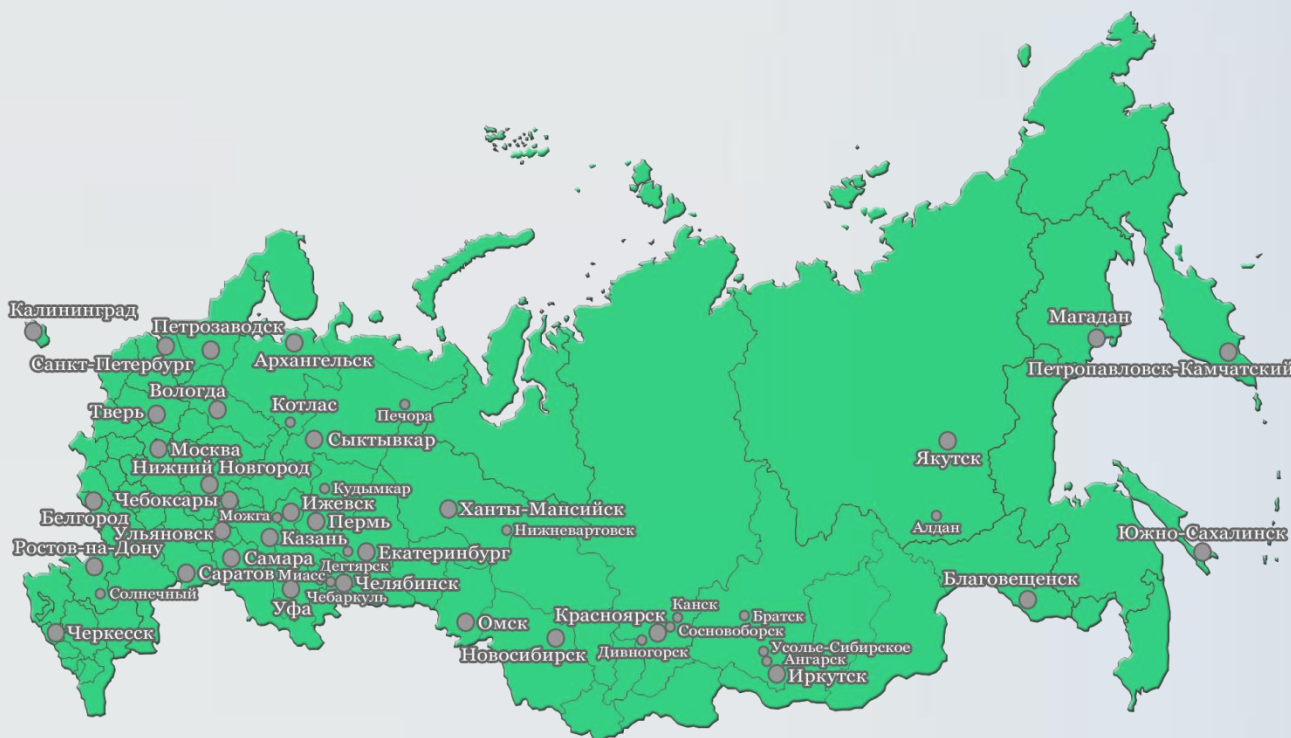 Калининград
Петрозаводск
Санкт-Петербург
Архангельск
Магадан
Петропавловск-Камчатский
Вологда
Тверь
Котлас
Печора
Сыктывкар
Москва
Якутск
Нижний Новгород
Кудымкар
Чебоксары
Ижевск
Ханты-Мансийск
Белгород
Можга
Пермь
Нижневартовск
Алдан
Ульяновск
Казань
Южно-Сахалинск
Ростов-на-Дону
Самара
Екатеринбург
Дегтярск
Саратов
Миасс
Челябинск
Благовещенск
Солнечный
Чебаркуль
Уфа
Канск
Красноярск
Братск
Омск
Сосновоборск
Черкесск
Новосибирск
Дивногорск
Усолье-Сибирское
Ангарск
Иркутск